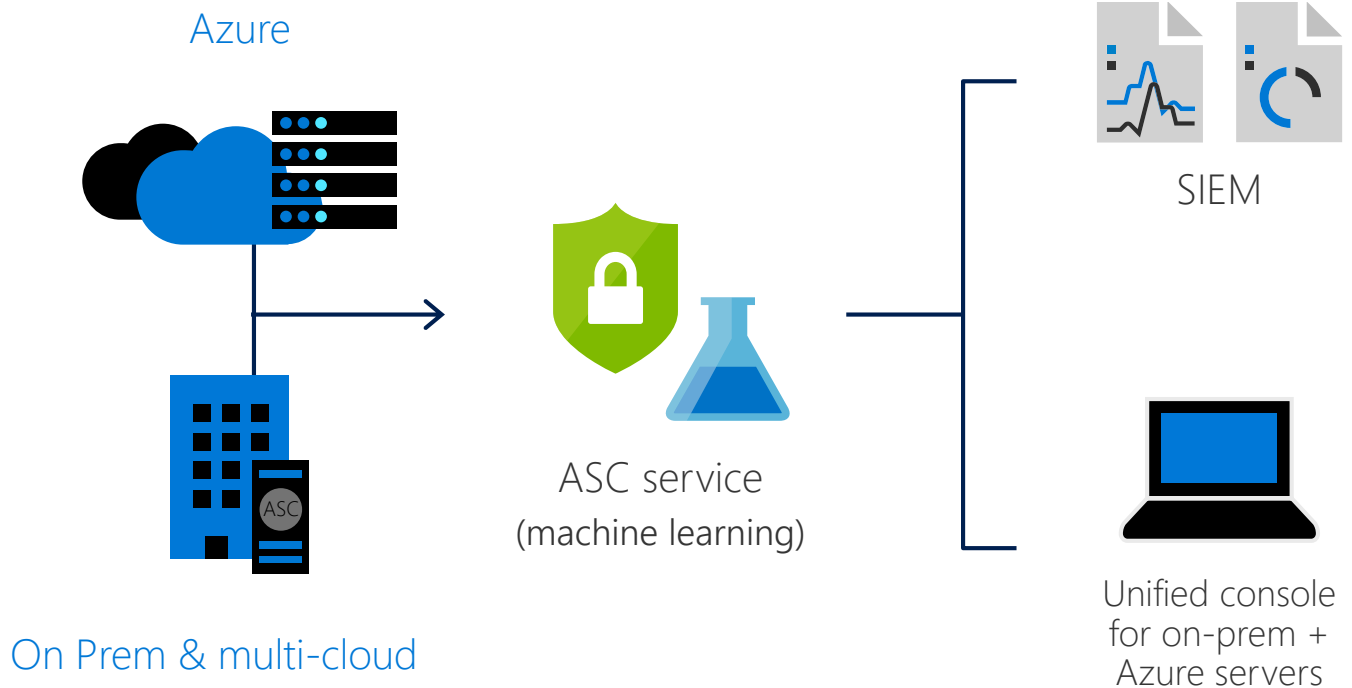 Azure
SIEM
ASC
ASC service
(machine learning)
On Prem & multi-cloud
Unified console
for on-prem +
Azure servers